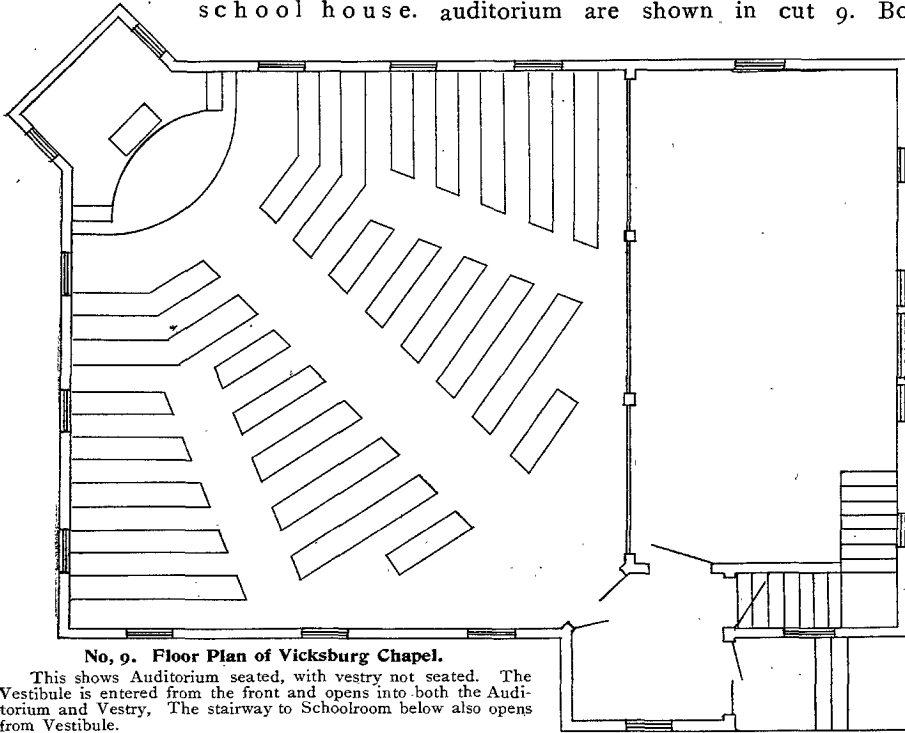 school house. auditorium are shown in cut 9. Bo
No, 9. Floor Plan of Vicksburg Chapel.
This shows Auditorium seated, with vestry not seated. The
Vestibule is entered from the front and opens into both the Audi-
torium and Vestry, The stairway to Schoolroom below also opens
from Vestibule.